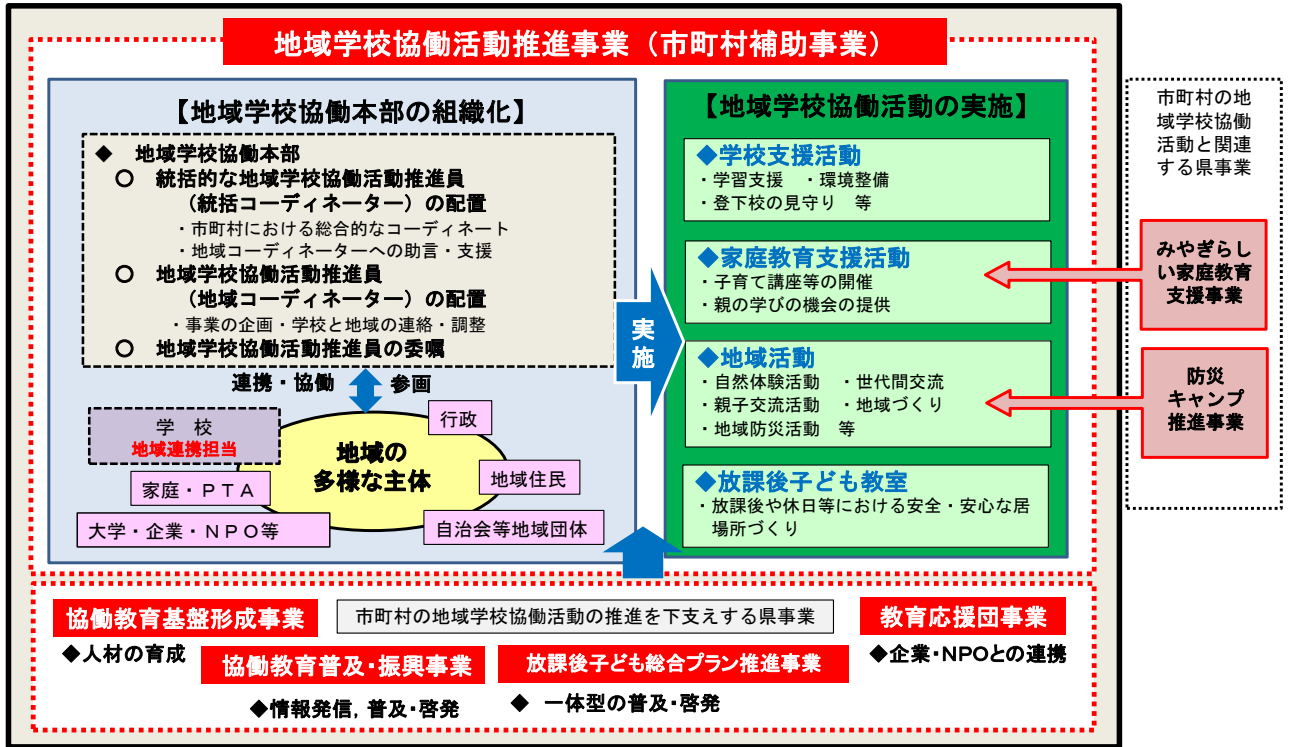 地域学校協働活動推進事業（市町村補助事業）
【地域学校協働本部の組織化】
◆ 地域学校協働本部
○ 統括的な地域学校協働活動推進員
（統括コーディネーター）の配置
・市町村における総合的なコーディネート
・地域コーディネーターへの助言・支援
○ 地域学校協働活動推進員
（地域コーディネーター）の配置
・事業の企画・学校と地域の連絡・調整
○ 地域学校協働活動推進員の委嘱
連携・協働 参画
学 校
地域連携担当
行政
地域の
多様な主体
家庭・ＰＴＡ
地域住民
大学・企業・ＮＰＯ等
自治会等地域団体
実
施
【地域学校協働活動の実施】
◆学校支援活動
・学習支援 ・環境整備
・登下校の見守り 等
◆家庭教育支援活動
・子育て講座等の開催
・親の学びの機会の提供
◆地域活動
・自然体験活動 ・世代間交流
・親子交流活動 ・地域づくり
・地域防災活動 等
◆放課後子ども教室
・放課後や休日等における安全・安心な居
場所づくり
市町村の地
域学校協働
活動と関連
する県事業
みやぎらし
い家庭教育
支援事業
防災
キャンプ
推進事業
協働教育基盤形成事業
◆人材の育成
市町村の地域学校協働活動の推進を下支えする県事業
教育応援団事業
◆企業・NPOとの連携
協働教育普及・振興事業
◆情報発信，普及・啓発
放課後子ども総合プラン推進事業
◆ 一体型の普及・啓発